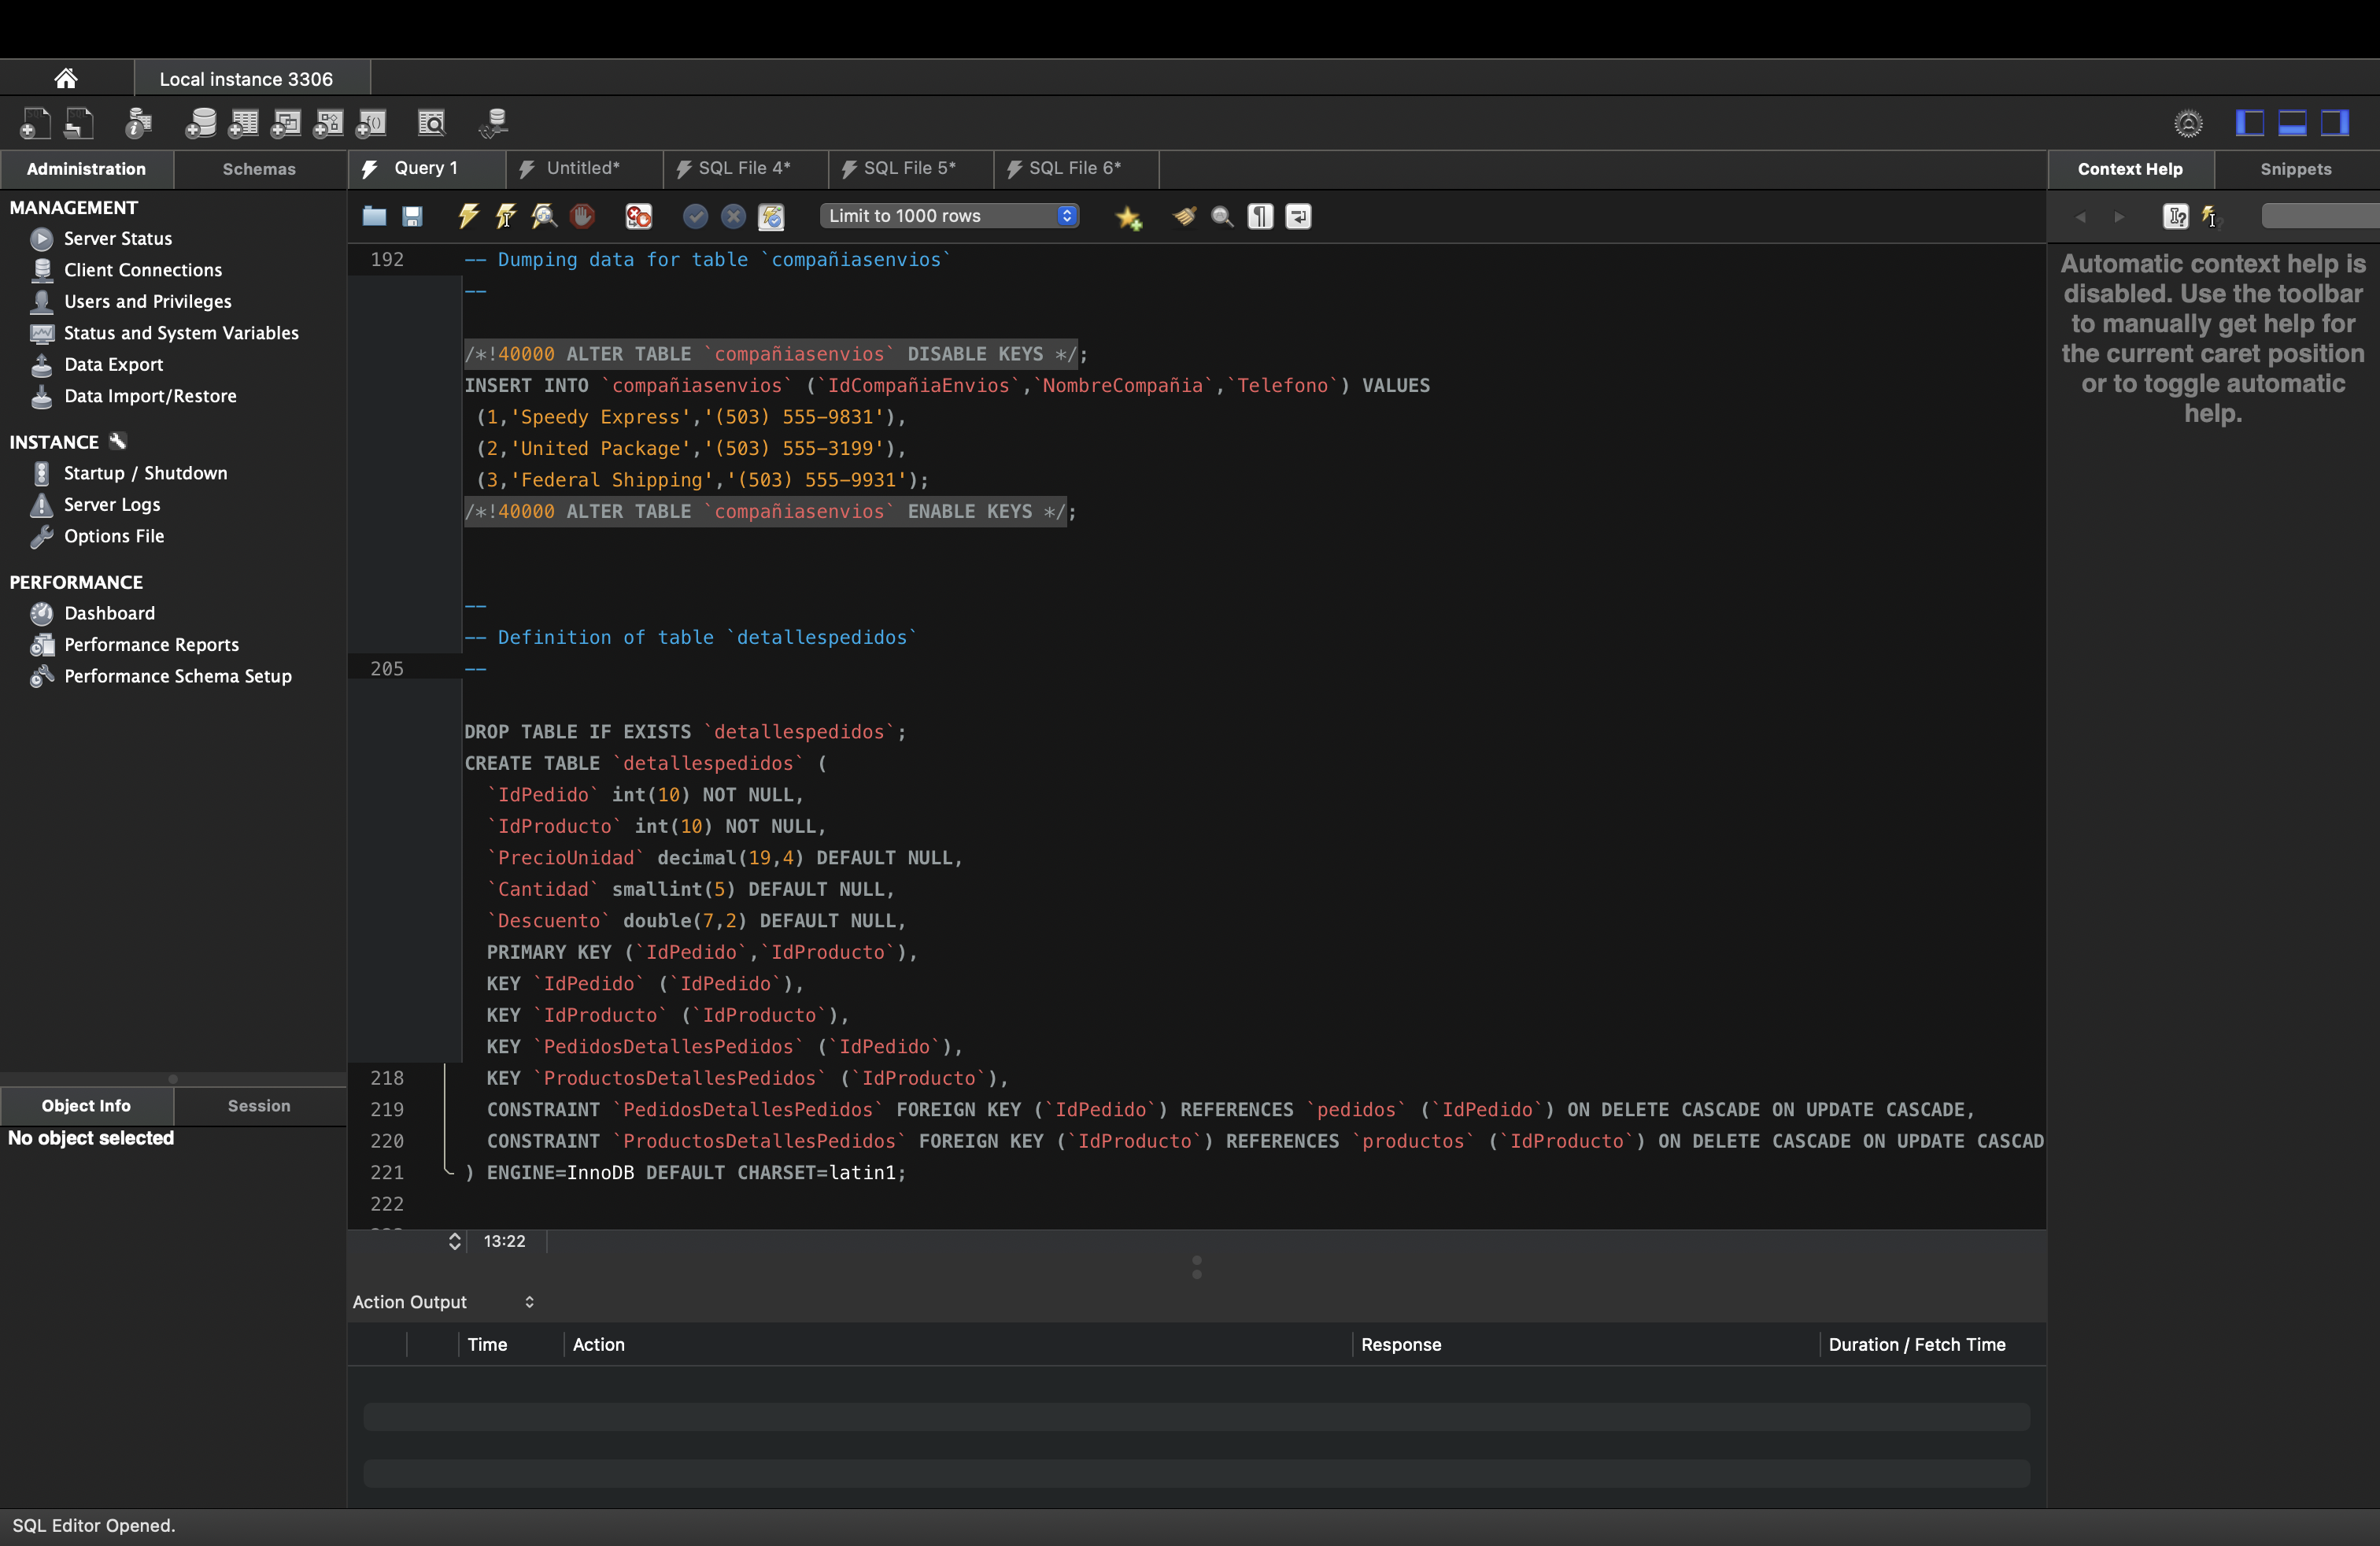 Local instance 3306
Administration
Schemas
Query 1
Untitled*
SQL File 4*
SQL File 5*
SQL File 6*
Context Help
Snippets
MANAGEMENT
Server Status
Client Connections
Users and Privileges
Status and System Variables
Data Export
Data Import/Restore
INSTANCE
Startup / Shutdown
Server Logs
Options File
PERFORMANCE
Dashboard
Performance Reports
Performance Schema Setup
Object Info
Session
No object selected
Limit to 1000 rows
192 -- Dumping data for table `compañiasenvios`
--
/*!40000 ALTER TABLE `compañiasenvios` DISABLE KEYS */;
INSERT INTO `compañiasenvios` (`IdCompañiaEnvios`,`NombreCompañia`,`Telefono`) VALUES
(1,'Speedy Express','(503) 555-9831'),
(2,'United Package','(503) 555-3199'),
(3,'Federal Shipping','(503) 555-9931');
/*!40000 ALTER TABLE `compañiasenvios` ENABLE KEYS */;
--
-- Definition of table `detallespedidos`
205 --
DROP TABLE IF EXISTS `detallespedidos`;
CREATE TABLE `detallespedidos` (
`IdPedido` int(10) NOT NULL,
`IdProducto` int(10) NOT NULL,
`PrecioUnidad` decimal(19,4) DEFAULT NULL,
`Cantidad` smallint(5) DEFAULT NULL,
`Descuento` double(7,2) DEFAULT NULL,
PRIMARY KEY (`IdPedido`,`IdProducto`),
KEY `IdPedido` (`IdPedido`),
KEY `IdProducto` (`IdProducto`),
KEY `PedidosDetallesPedidos` (`IdPedido`),
218 KEY `ProductosDetallesPedidos` (`IdProducto`),
219 CONSTRAINT `PedidosDetallesPedidos` FOREIGN KEY (`IdPedido`) REFERENCES `pedidos` (`IdPedido`) ON DELETE CASCADE ON UPDATE CASCADE,
220 CONSTRAINT `ProductosDetallesPedidos` FOREIGN KEY (`IdProducto`) REFERENCES `productos` (`IdProducto`) ON DELETE CASCADE ON UPDATE CASCAD
221 ) ENGINE=InnoDB DEFAULT CHARSET=latin1;
222
13:22
Action Output
Time
Action
Response
Duration / Fetch Time
Automatic context help is
disabled. Use the toolbar
to manually get help for
the current caret position
or to toggle automatic
help.
SQL Editor Opened.